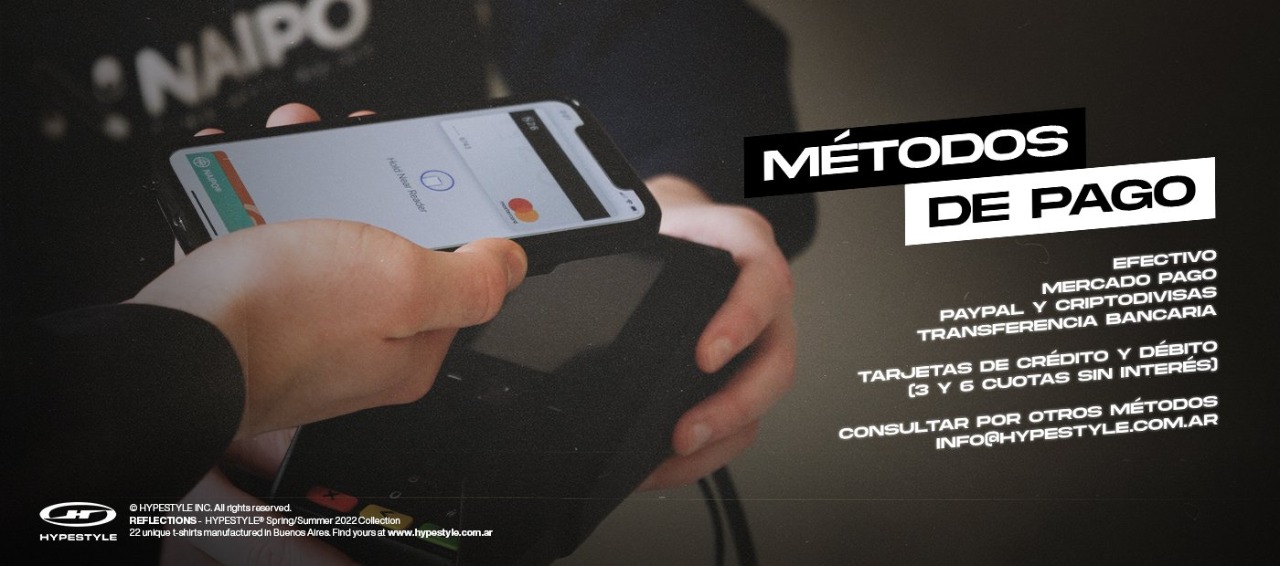 NAIPO
NAIPO
Hold Near Reader
MÉTODOS
DE PAGO
EFECTIVO
MERCADO PAGO
PAYPAL Y CRIPTODIVISAS
TRANSFERENCIA BANCARIA
TARJETAS DE CRÉDITO Y DÉBITO
(3 Y 6 CUOTAS SIN INTERÉS)
CONSULTAR POR OTROS MÉTODOS
INFO@HYPESTYLE.COM.AR
HYPESTYLE
© HYPESTYLE INC. All rights reserved.
REFLECTIONS - HYPESTYLE® Spring/Summer 2022 Collection
22 unique t-shirts manufactured in Buenos Aires. Find yours at www.hypestyle.com.ar